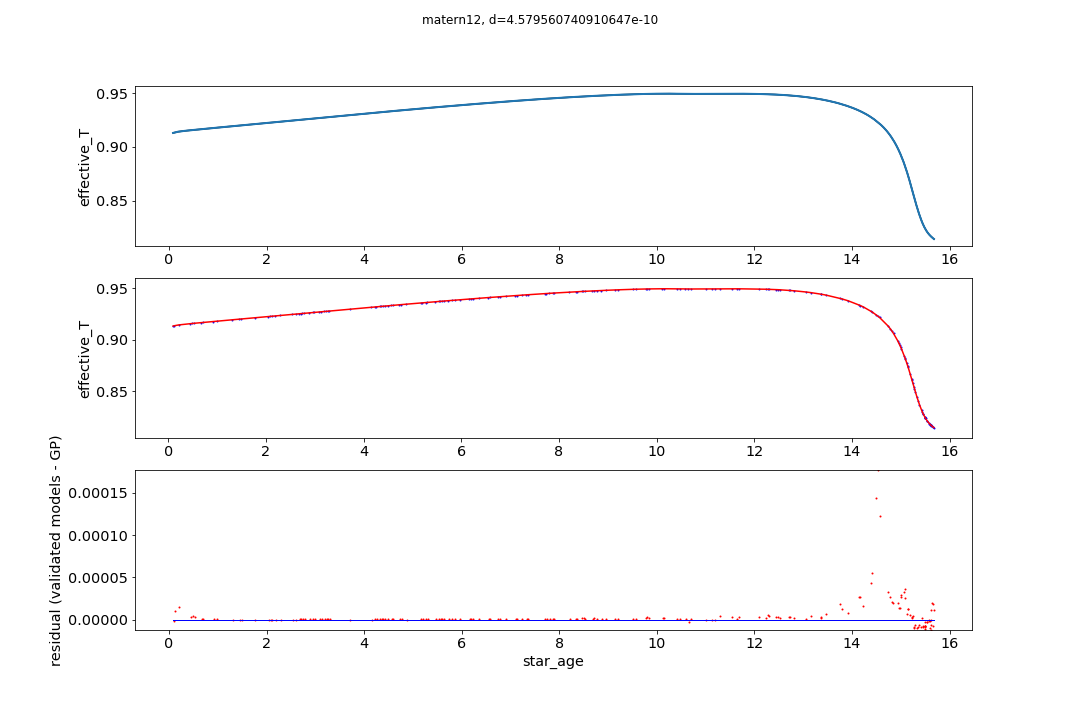 matern12, d=4.579560740910647e-10
effective_T
0.95
0.90
0.85
0 2 4 6 8 10 12 14 16
effective_T
0.95
0.90
0.85
0 2 4 6 8 10 12 14 16
residual (validated models - GP)
0.00015
0.00010
0.00005
0.00000
0 2 4 6 8 10 12 14 16
star_age